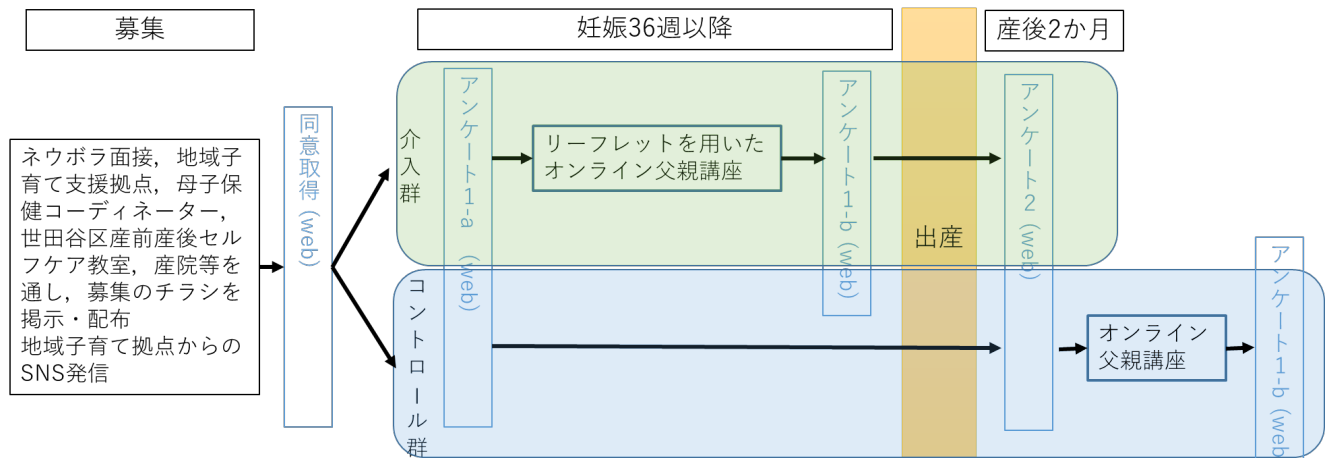 募集
妊娠36週以降
産後2か月
ネウボラ面接，地域子
育て支援拠点，母子保
健コーディネーター，
世田谷区産前産後セル
フケア教室，産院等を
通し，募集のチラシを
掲示・配布
地域子育て拠点からの
SNS発信
同意取得 (web)
介入群
アンケート1-a (web)
リーフレットを用いた
オンライン父親講座
アンケート1-b (web)
出産
アンケート2 (web)
コントロール群
オンライン
父親講座
アンケート1-b (web)